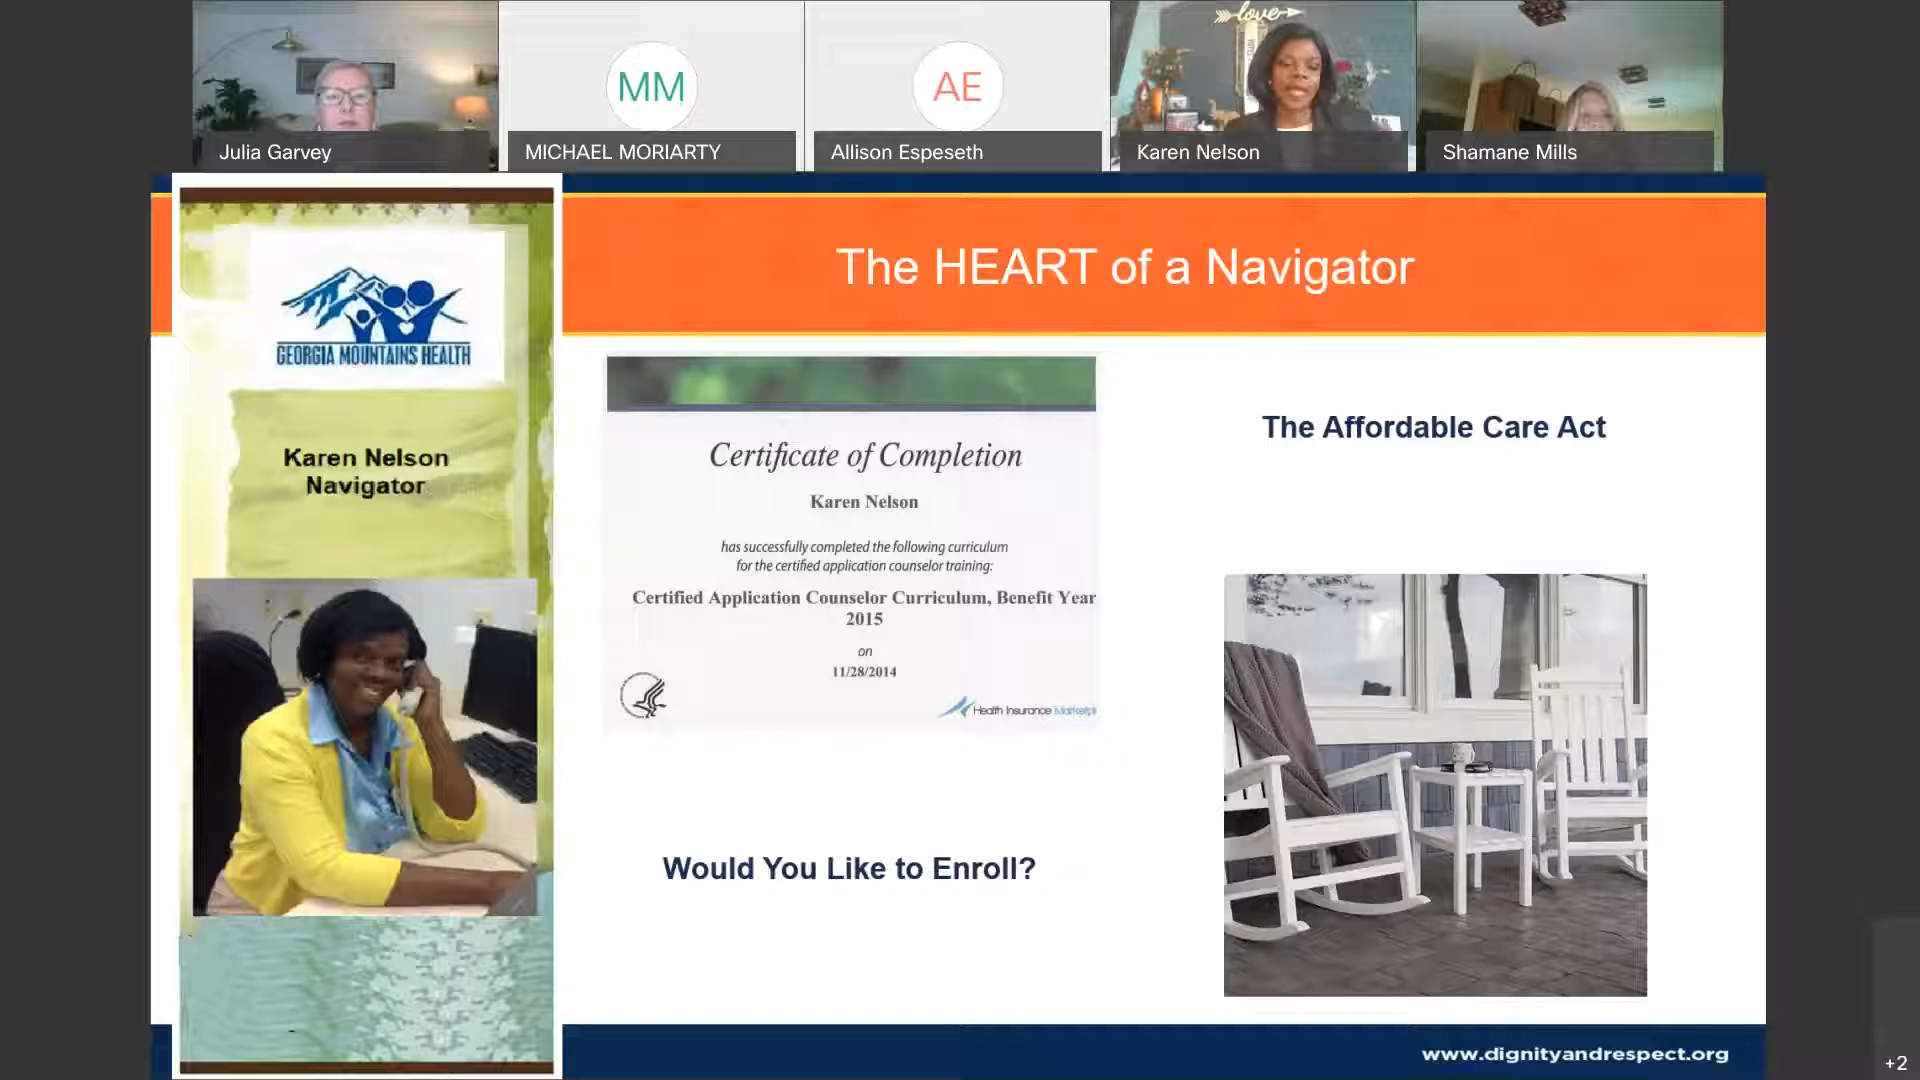 love
MM
AE
Julia Garvey
MICHAEL MORIARTY
Allison Espeseth
Karen Nelson
Shamane Mills
GEORGIA MOUNTAINS HEALTH
Karen Nelson
Navigator
The HEART of a Navigator
Certificate of Completion
Karen Nelson
has successfully completed the following curriculum
for the certified application counselor training:
Certified Application Counselor Curriculum, Benefit Year
2015
on
11/28/2014
Health Insurance Marketpl
The Affordable Care Act
Would You Like to Enroll?
www.dignityandrespect.org
+2